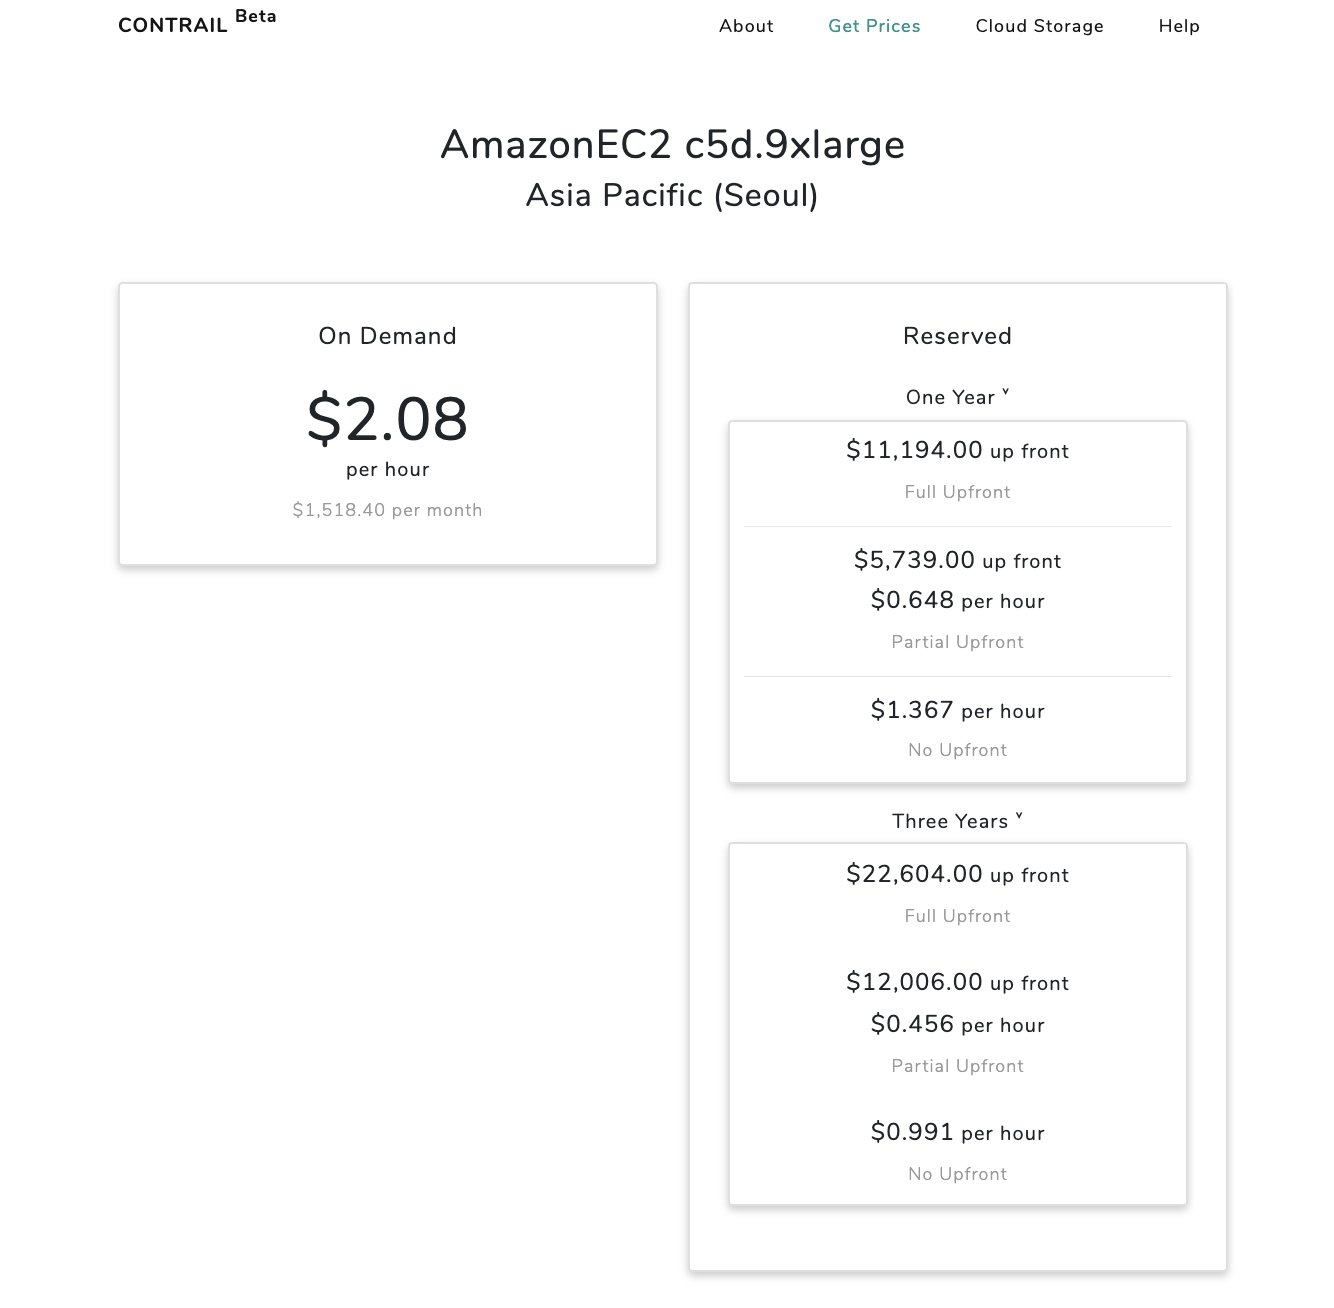 CONTRAIL Beta
About Get Prices Cloud Storage Help
AmazonEC2 c5d.9xlarge
Asia Pacific (Seoul)
On Demand
$2.08
per hour
$1,518.40 per month
Reserved
One Year ˅
$11,194.00 up front
Full Upfront
$5,739.00 up front
$0.648 per hour
Partial Upfront
$1.367 per hour
No Upfront
Three Years ˅
$22,604.00 up front
Full Upfront
$12,006.00 up front
$0.456 per hour
Partial Upfront
$0.991 per hour
No Upfront